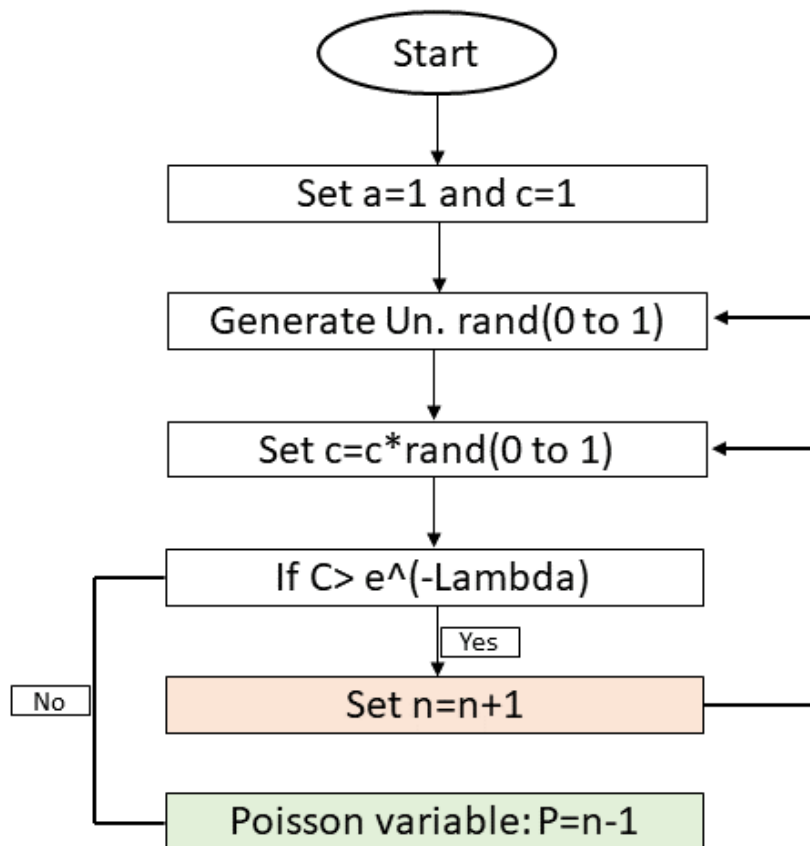 Start
Set a=1 and c=1
Generate Un. rand(0 to 1)
Set c=c*rand(0 to 1)
If C> e^(-Lambda)
Yes
No
Set n=n+1
Poisson variable: P=n-1